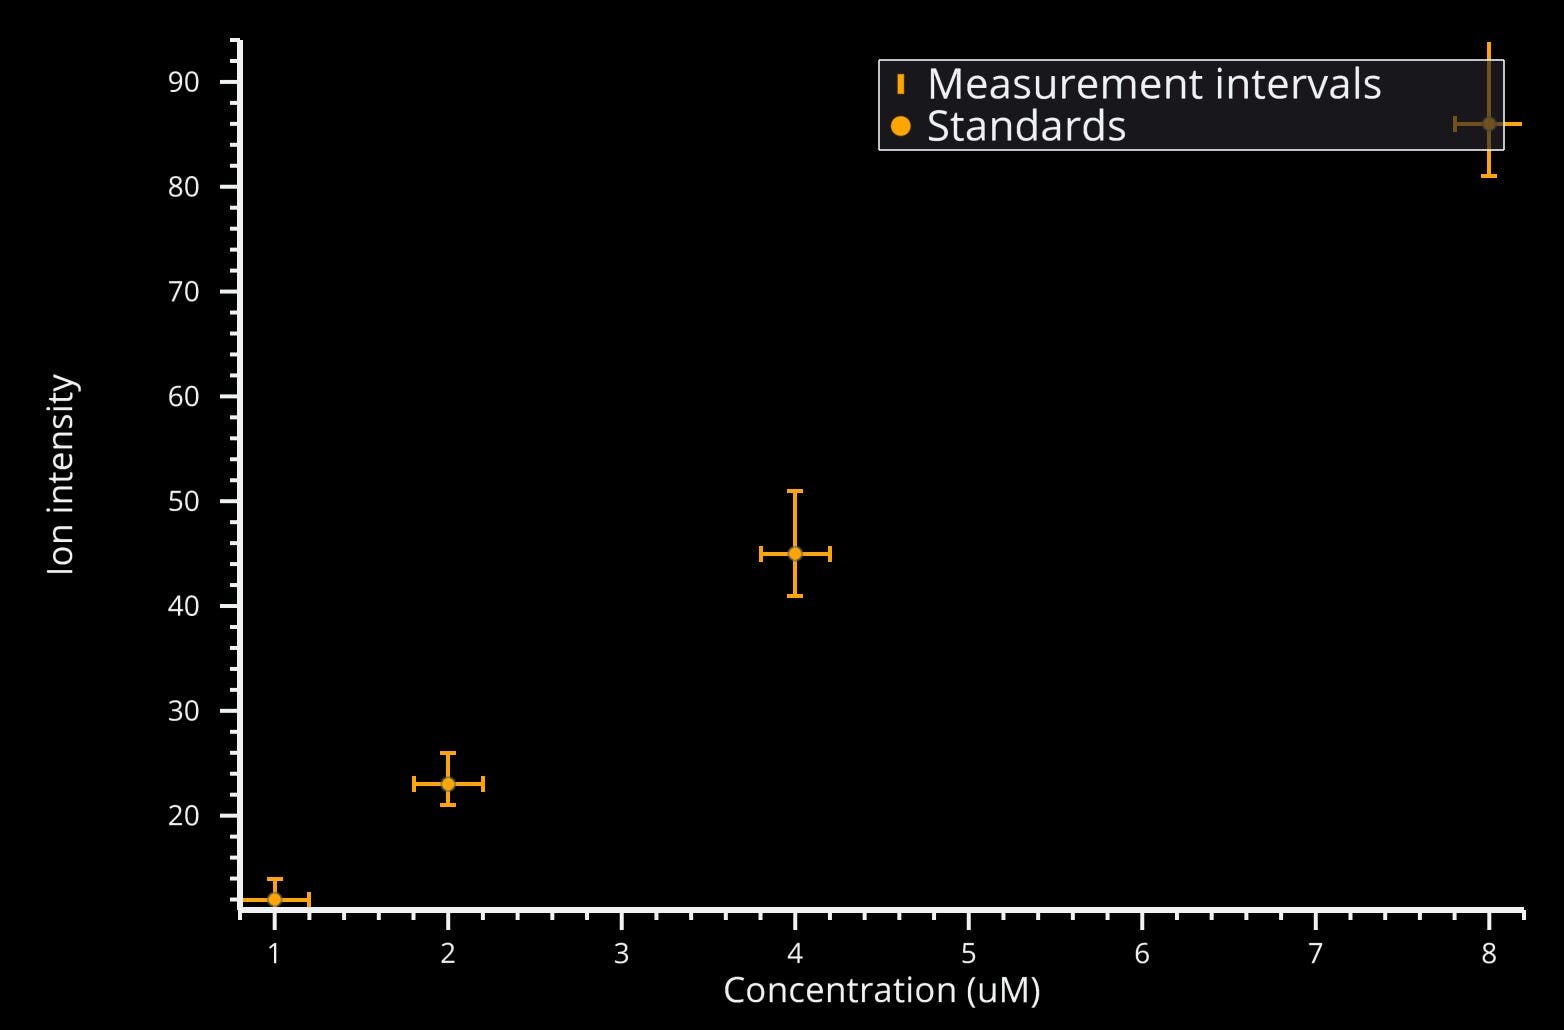 Measurement intervals
Standards
90
80
70
60
50
40
30
20
Ion intensity
1 2 3 4 5 6 7 8
Concentration (uM)